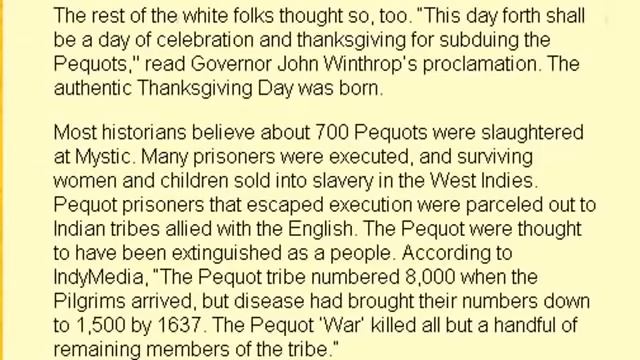 The rest of the white folks thought so, too. "This day forth shall
be a day of celebration and thanksgiving for subduing the
Pequots," read Governor John Winthrop's proclamation. The
authentic Thanksgiving Day was born.
Most historians believe about 700 Pequots were slaughtered
at Mystic. Many prisoners were executed, and surviving
women and children sold into slavery in the West Indies.
Pequot prisoners that escaped execution were parceled out to
Indian tribes allied with the English. The Pequot were thought
to have been extinguished as a people. According to
IndyMedia, "The Pequot tribe numbered 8,000 when the
Pilgrims arrived, but disease had brought their numbers down
to 1,500 by 1637. The Pequot 'War' killed all but a handful of
remaining members of the tribe."